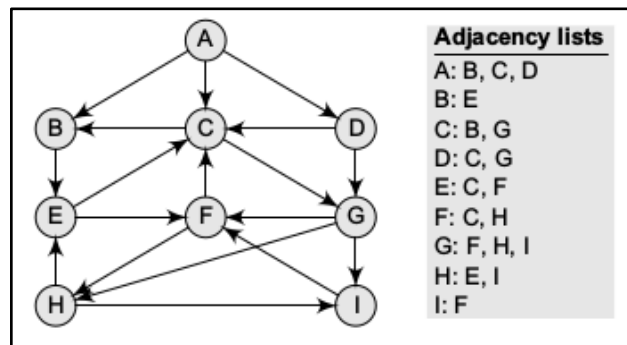 A
Adjacency lists
A: B, C, D
B C D
B: E
C: B, G
D: C, G
E F G
E: C, F
F: C, H
G: F, H, I
H I
H: E, I
I: F